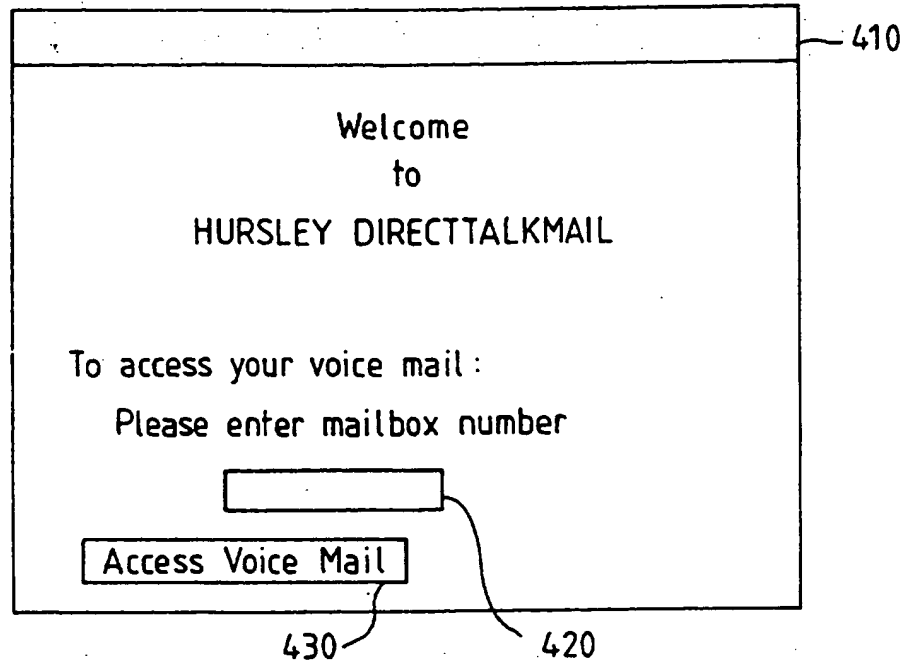 410
Welcome
to
HURSLEY DIRECTTALKMAIL
To access your voice mail :
Please enter mailbox number
Access Voice Mail
430
420